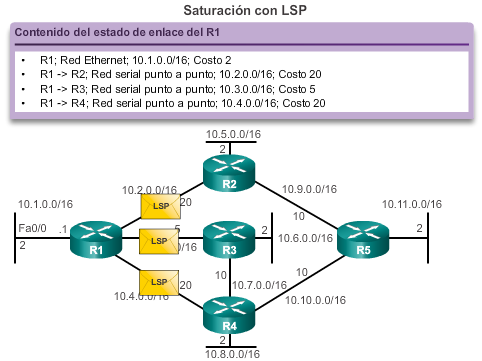 Saturación con LSP
Contenido del estado de enlace del R1
• R1; Red Ethernet; 10.1.0.0/16; Costo 2
• R1 -> R2; Red serial punto a punto; 10.2.0.0/16; Costo 20
• R1 -> R3; Red serial punto a punto; 10.3.0.0/16; Costo 5
• R1 -> R4; Red serial punto a punto; 10.4.0.0/16; Costo 20
10.5.0.0/16
2
R2
10.2.0.0/16
LSP
20
10.9.0.0/16
10
10.1.0.0/16
Fa0/0
.1
2
R1
LSP
5
/16
R3
2
10.6.0.0/16
10.11.0.0/16
R5
2
LSP
20
10.4.0.0/16
10
10.7.0.0/16
10
10.10.0.0/16
R4
2
10.8.0.0/16